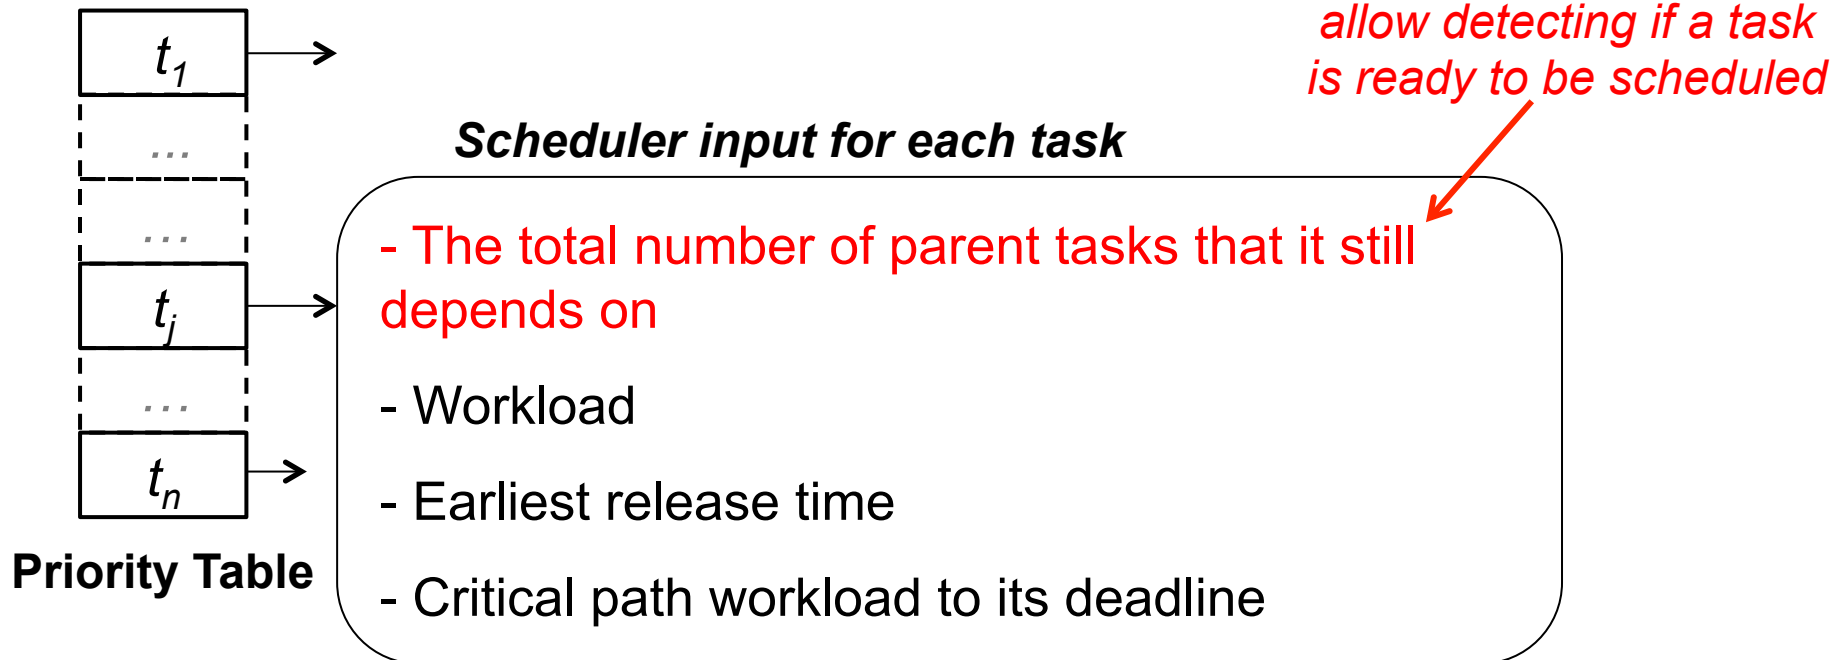 allow detecting if a task
is ready to be scheduled
t1
...
Scheduler input for each task
...
- The total number of parent tasks that it still
depends on
tj
- Workload
...
tn
- Earliest release time
Priority Table
- Critical path workload to its deadline